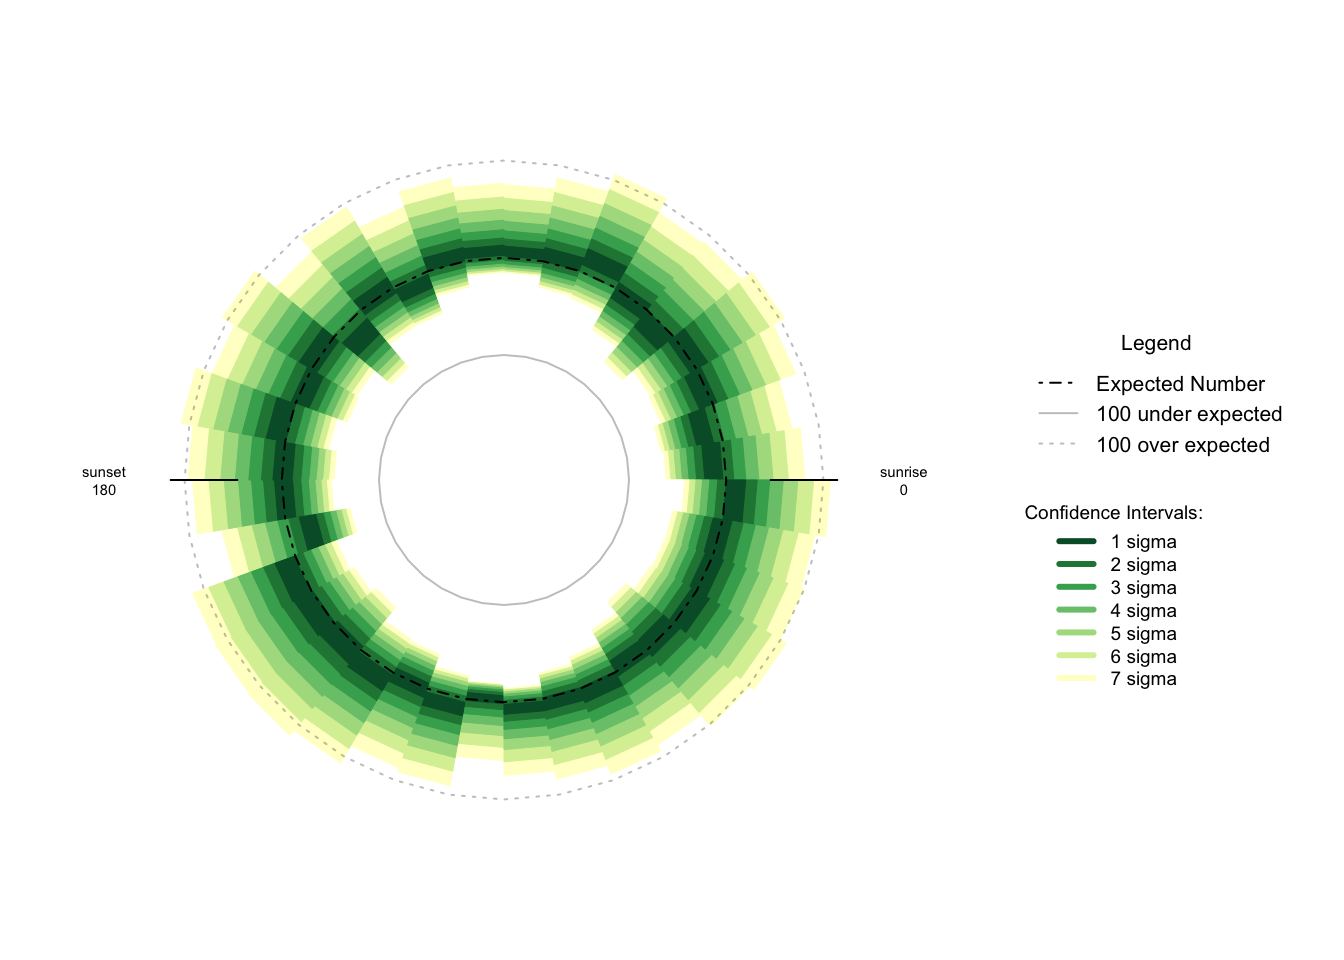 sunset
180
sunrise
0
Legend
Expected Number
100 under expected
100 over expected
Confidence Intervals:
1 sigma
2 sigma
3 sigma
4 sigma
5 sigma
6 sigma
7 sigma